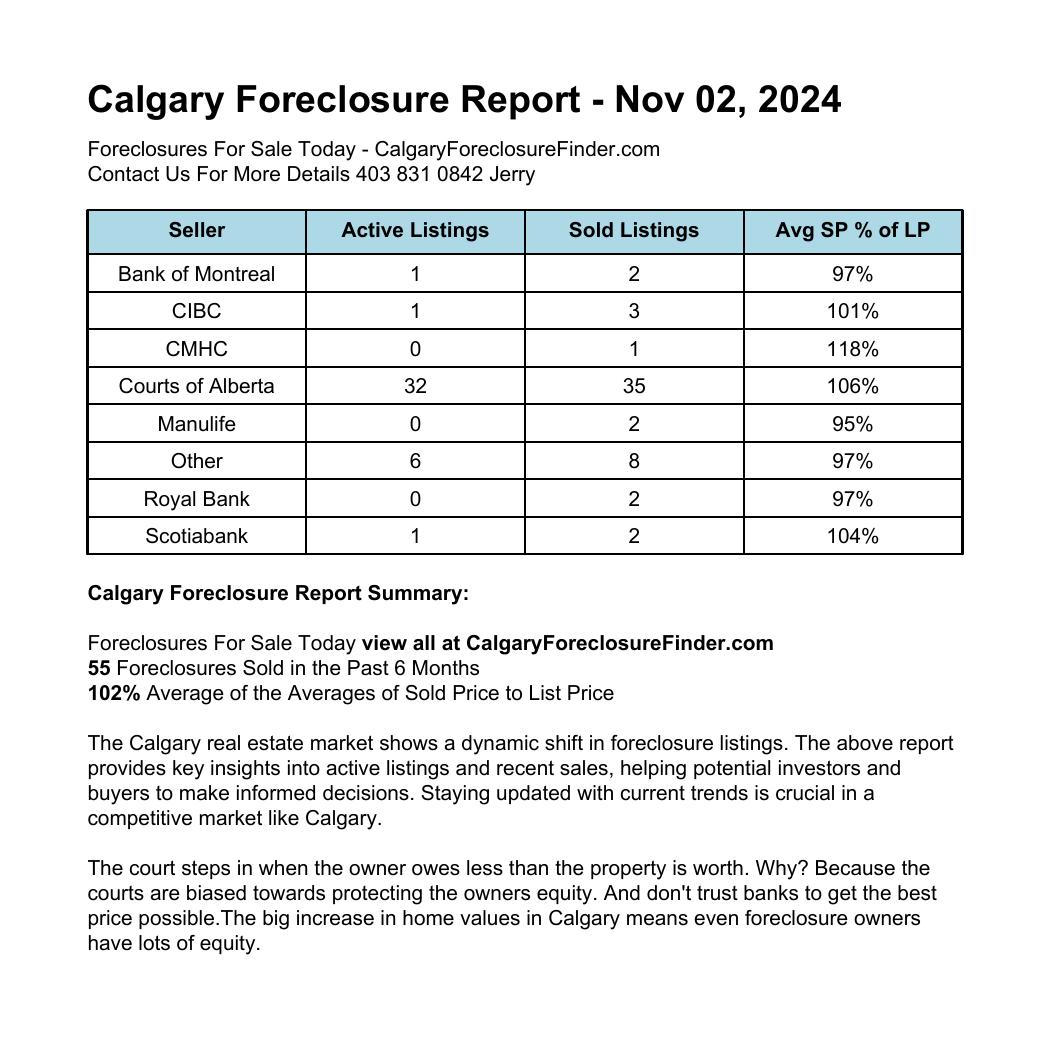 Calgary Foreclosure Report - Nov 02, 2024
Foreclosures For Sale Today - CalgaryForeclosureFinder.com
Contact Us For More Details 403 831 0842 Jerry
Seller Active Listings Sold Listings Avg SP % of LP
Bank of Montreal 1 2 97%
CIBC 1 3 101%
CMHC 0 1 118%
Courts of Alberta 32 35 106%
Manulife 0 2 95%
Other 6 8 97%
Royal Bank 0 2 97%
Scotiabank 1 2 104%
Calgary Foreclosure Report Summary:
Foreclosures For Sale Today view all at CalgaryForeclosureFinder.com
55 Foreclosures Sold in the Past 6 Months
102% Average of the Averages of Sold Price to List Price
The Calgary real estate market shows a dynamic shift in foreclosure listings. The above report
provides key insights into active listings and recent sales, helping potential investors and
buyers to make informed decisions. Staying updated with current trends is crucial in a
competitive market like Calgary.
The court steps in when the owner owes less than the property is worth. Why? Because the
courts are biased towards protecting the owners equity. And don't trust banks to get the best
price possible.The big increase in home values in Calgary means even foreclosure owners
have lots of equity.